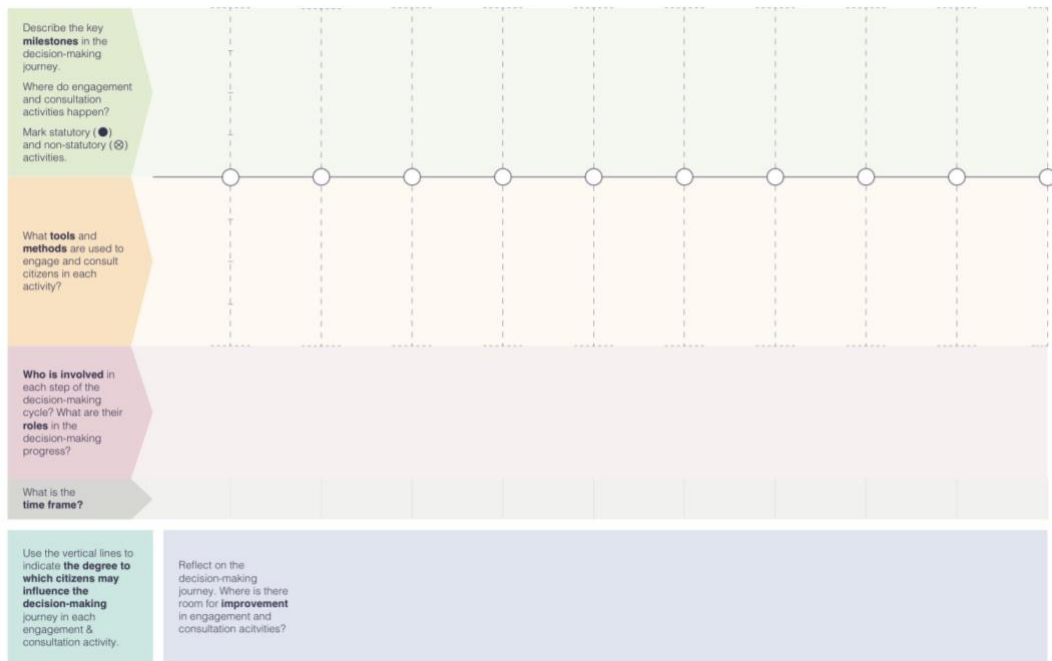 Describe the key
milestones in the
decision-making
journey.
Where do engagement
and consultation
activities happen?
Mark statutory (●)
and non-statutory (⊗)
activities.
What tools and
methods are used to
engage and consult
citizens in each
activity?
Who is involved in
each step of the
decision-making
cycle? What are their
roles in the
decision-making
progress?
What is the
time frame?
Use the vertical lines to
indicate the degree to
which citizens may
influence the
decision-making
journey in each
engagement &
consultation activity.
Reflect on the
decision-making
journey. Where is there
room for improvement
in engagement and
consultation acitvities?